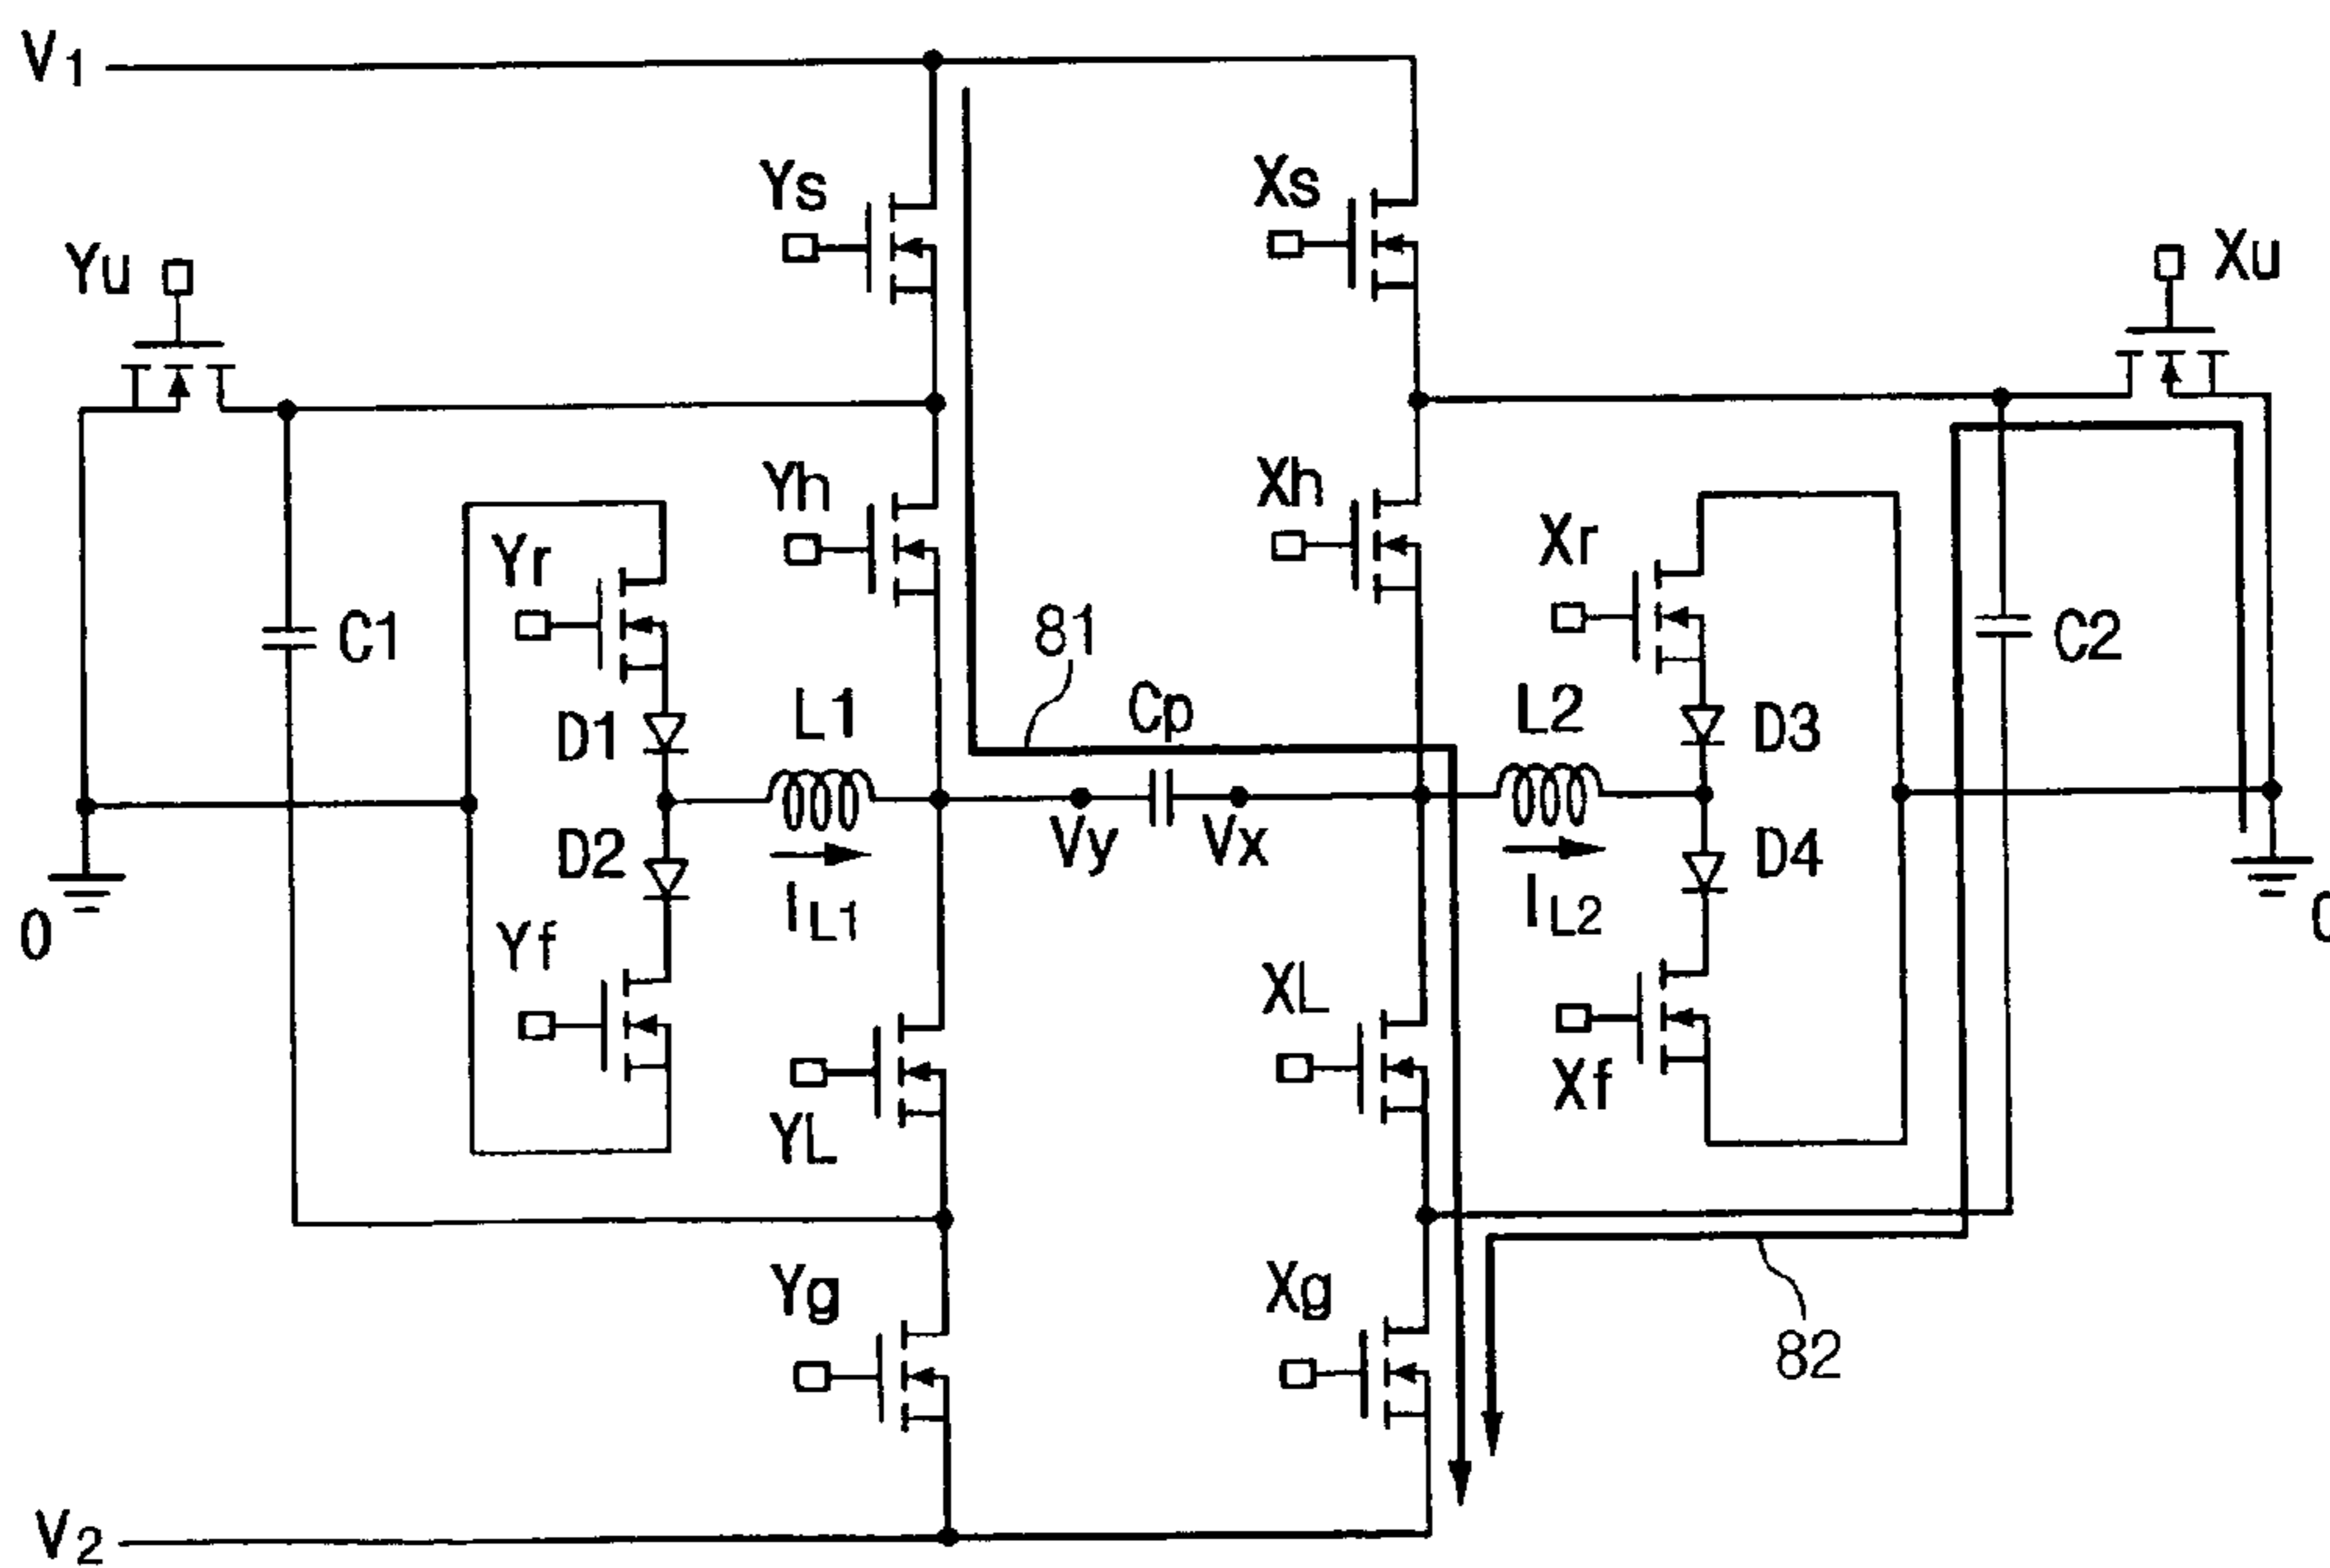 V1
Ys
Xs
Yu
Xu
Yh
Xh
Yr
Xr
81
C1
C2
D1
L1
Cp
L2
D3
D2
Vy
Vx
D4
IL1
IL2
0
Yf
XL
Xf
YL
Yg
Xg
82
V2